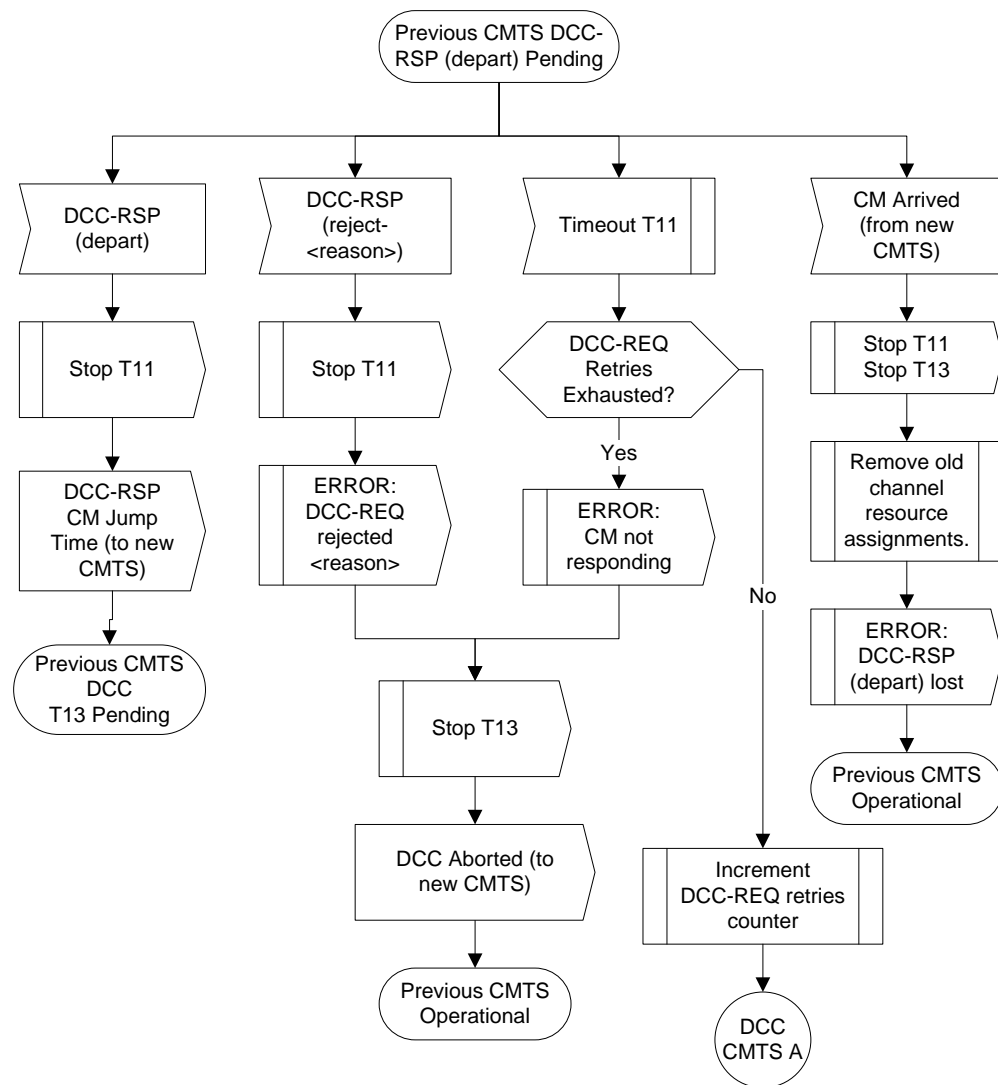 Previous CMTS DCC-
RSP (depart) Pending
DCC-RSP
(depart)
Stop T11
DCC-RSP
CM Jump
Time (to new
CMTS)
Previous CMTS
DCC
T13 Pending
DCC-RSP
(reject-
<reason>)
Stop T11
ERROR:
DCC-REQ
rejected
<reason>
Timeout T11
DCC-REQ
Retries
Exhausted?
Yes
ERROR:
CM not
responding
No
Stop T13
DCC Aborted (to
new CMTS)
Previous CMTS
Operational
Increment
DCC-REQ retries
counter
DCC
CMTS A
CM Arrived
(from new
CMTS)
Stop T11
Stop T13
Remove old
channel
resource
assignments.
ERROR:
DCC-RSP
(depart) lost
Previous CMTS
Operational